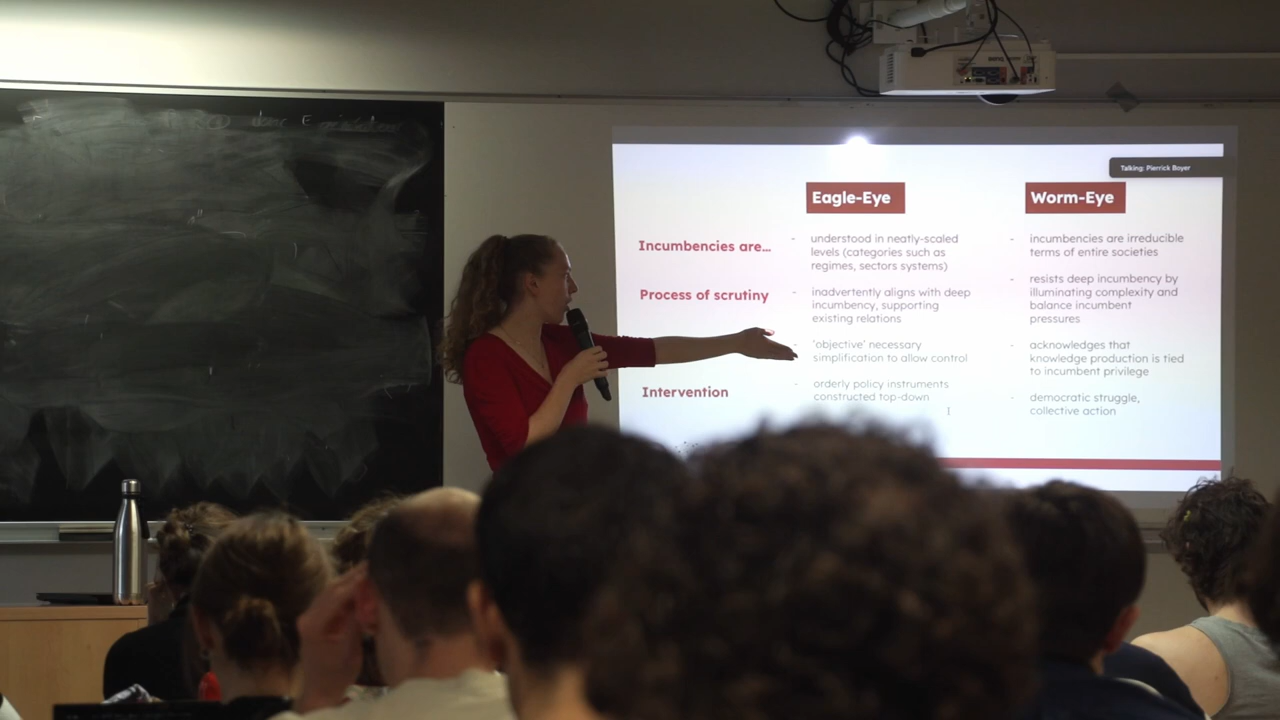 BenQ
Talking: Pierrick Boyer
Eagle-Eye
Worm-Eye
Incumbencies are...
- understood in neatly-scaled
levels (categories such as
regimes, sectors systems)
- incumbencies are irreducible
terms of entire societies
Process of scrutiny
- inadvertently aligns with deep
incumbency, supporting
existing relations
- resists deep incumbency by
illuminating complexity and
balance incumbent
pressures
- 'objective' necessary
simplification to allow control
- acknowledges that
knowledge production is tied
to incumbent privilege
Intervention
- orderly policy instruments
constructed top-down
- democratic struggle,
collective action